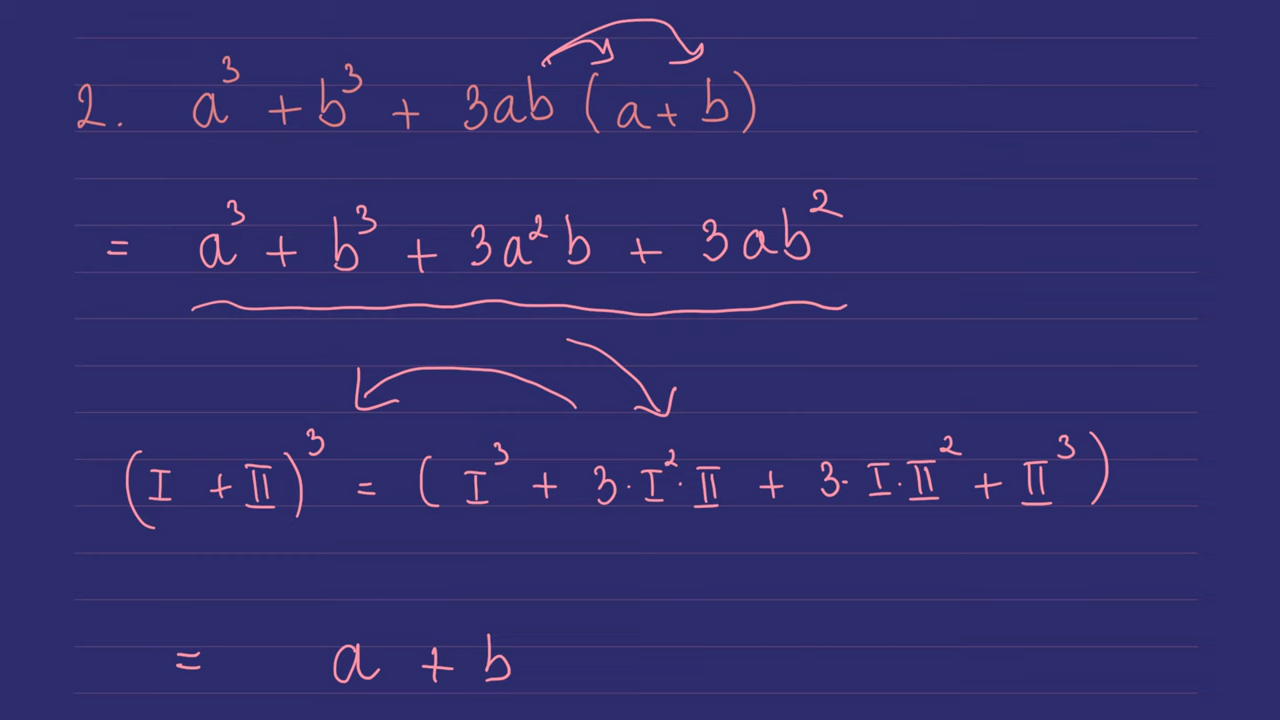 2. a³ + b³ + 3ab (a + b)
= a³ + b³ + 3a²b + 3ab²
(I + II)³ = (I³ + 3·I²·II + 3·I·II² + II³)
= a + b